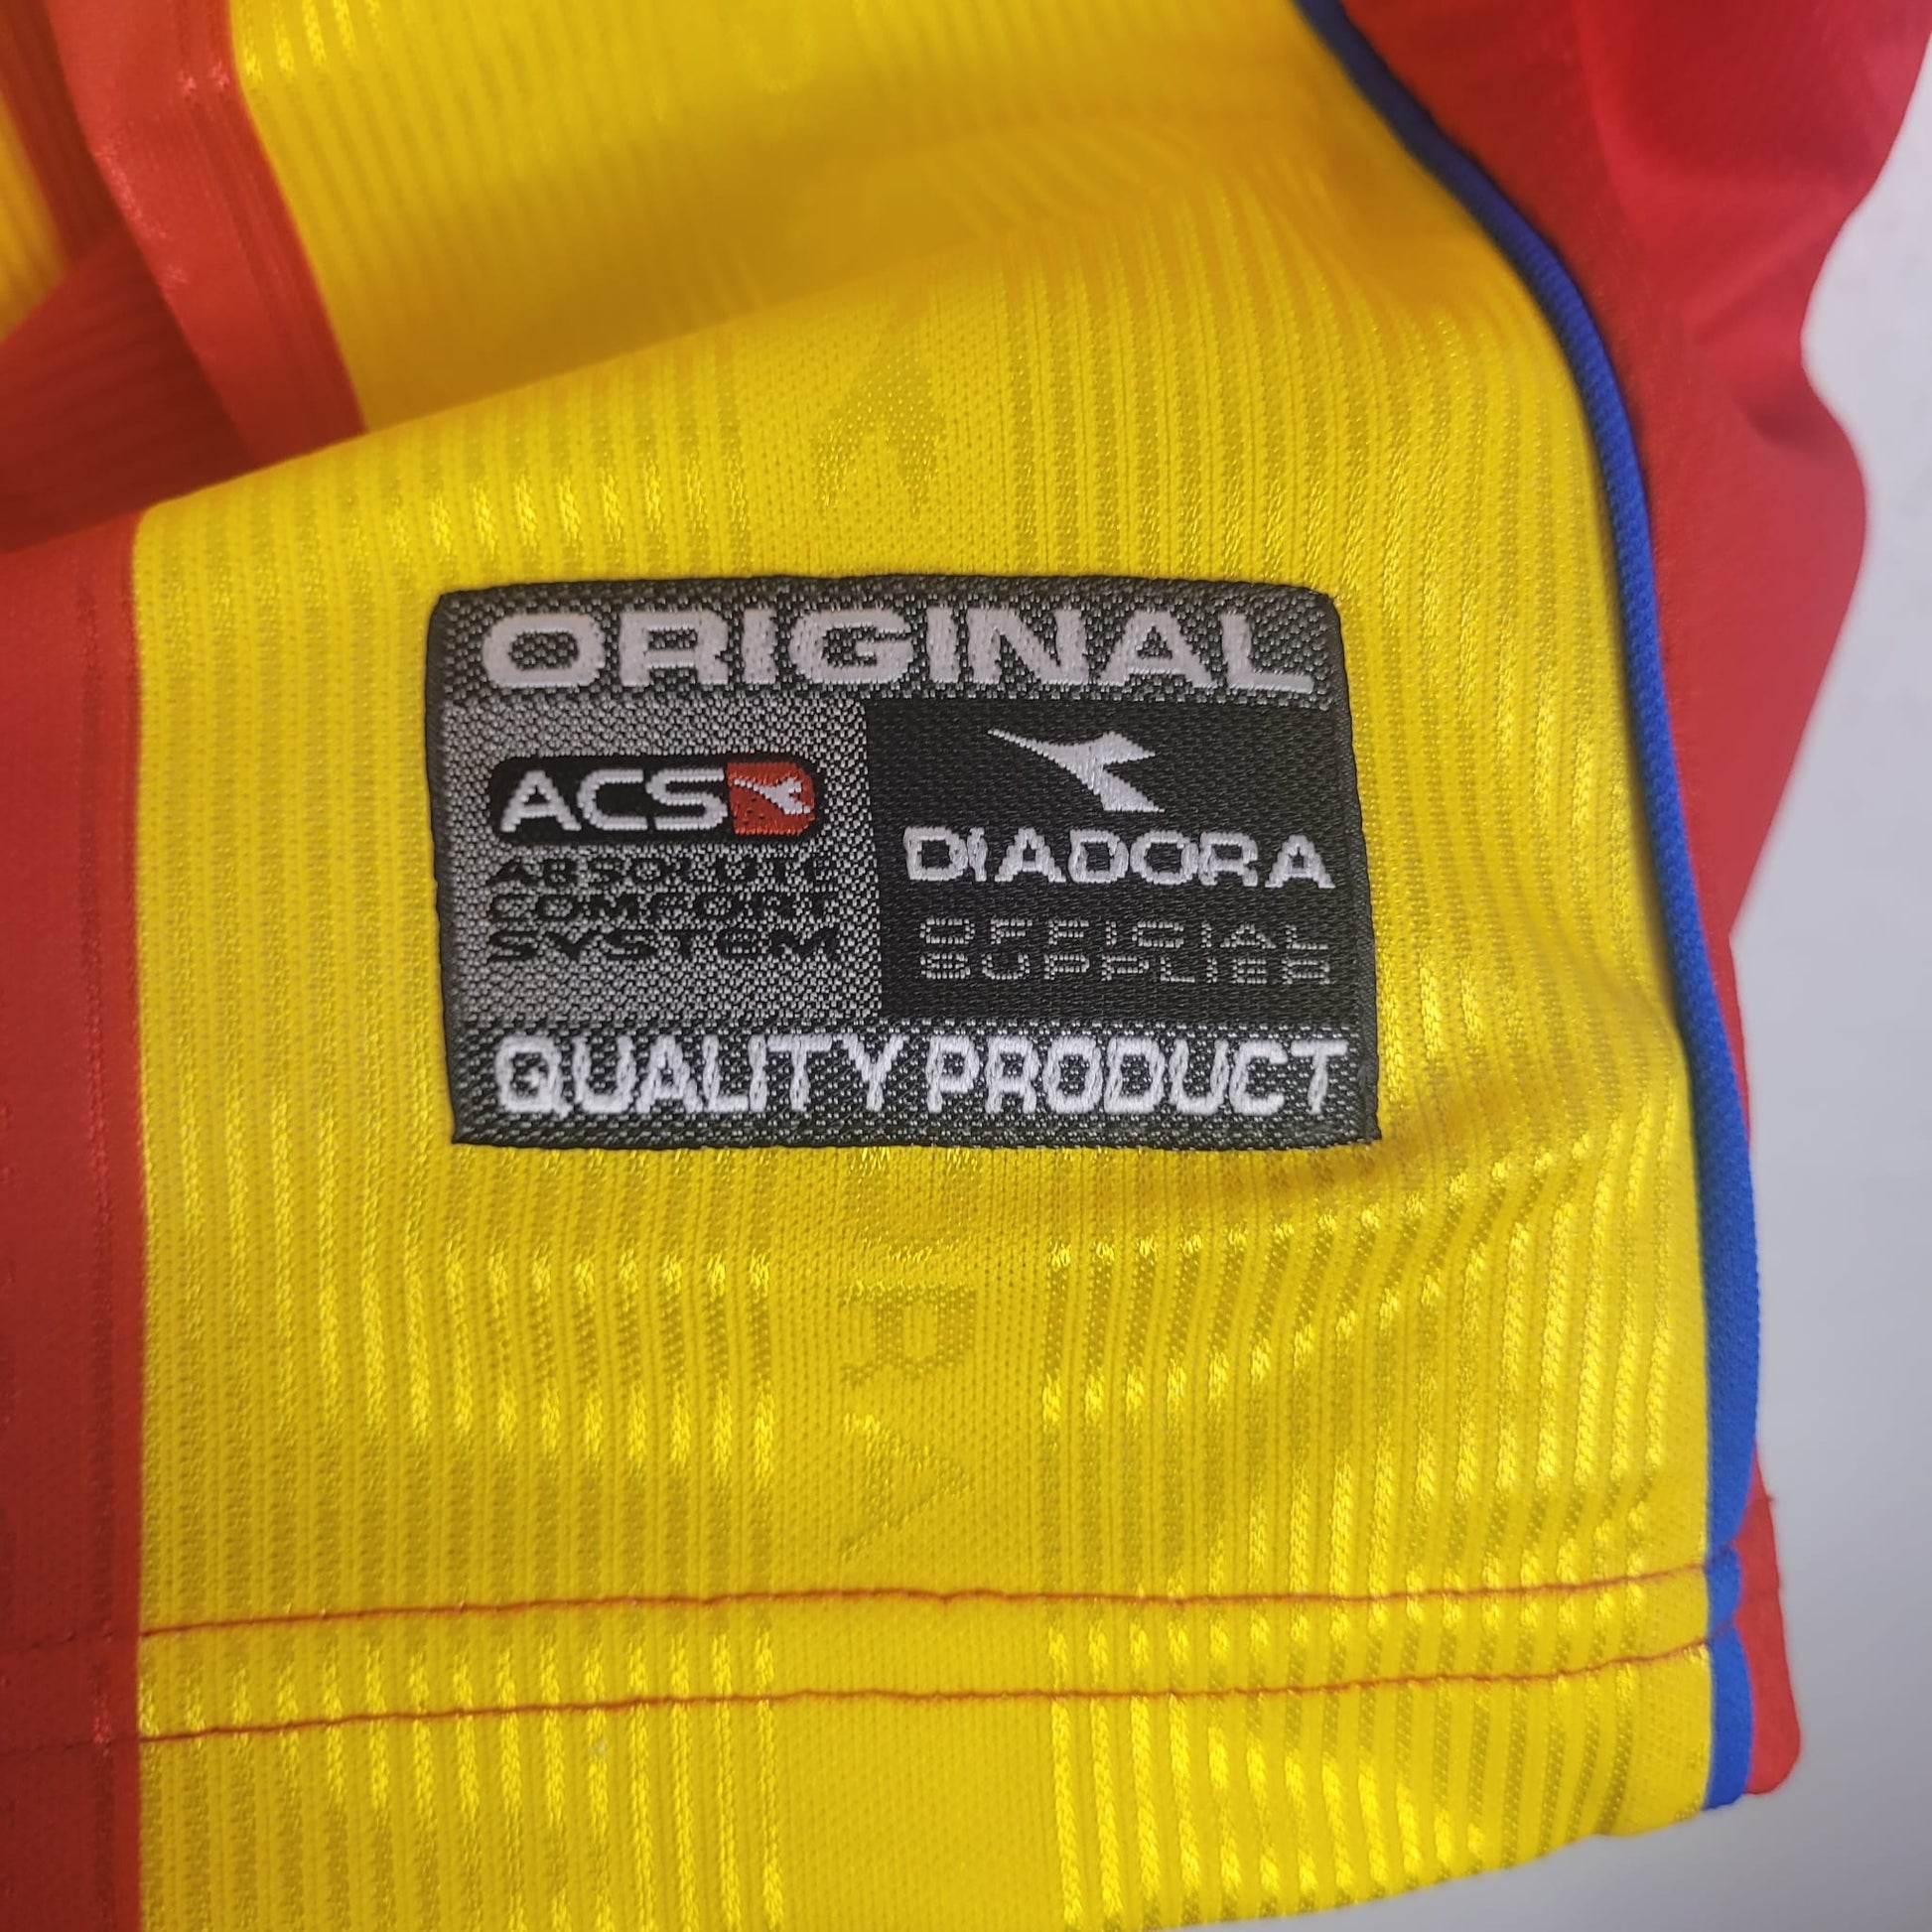 ORIGINAL
ACS
ABSOLUTE
COMFORT
SYSTEM
DIADORA
OFFICIAL
SUPPLIER
QUALITY PRODUCT